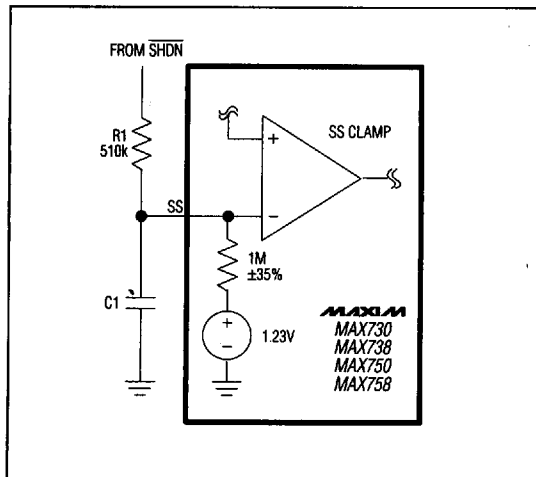 FROM SHDN
R1
510k
SS CLAMP
+
SS
−
1M
±35%
C1
+
−
1.23V
MAXIM
MAX730
MAX738
MAX750
MAX758